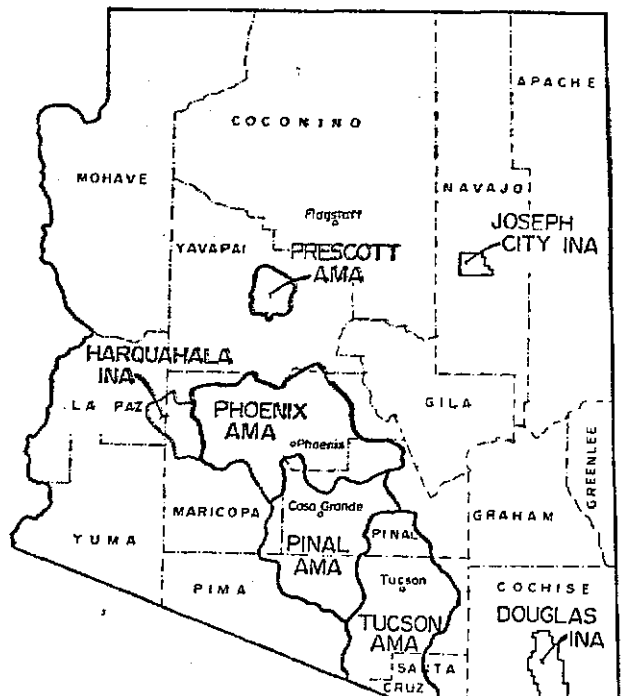 APACHE
COCONINO
MOHAVE
NAVAJO
Flagstaff
JOSEPH
CITY INA
YAVAPAI
PRESCOTT
AMA
HARQUAHALA
INA
LA PAZ
PHOENIX
AMA
GILA
Phoenix
GREENLEE
MARICOPA
Casa Grande
GRAHAM
YUMA
PINAL
AMA
PINAL
PIMA
Tucson
COCHISE
DOUGLAS
INA
TUCSON
AMA
SANTA
CRUZ